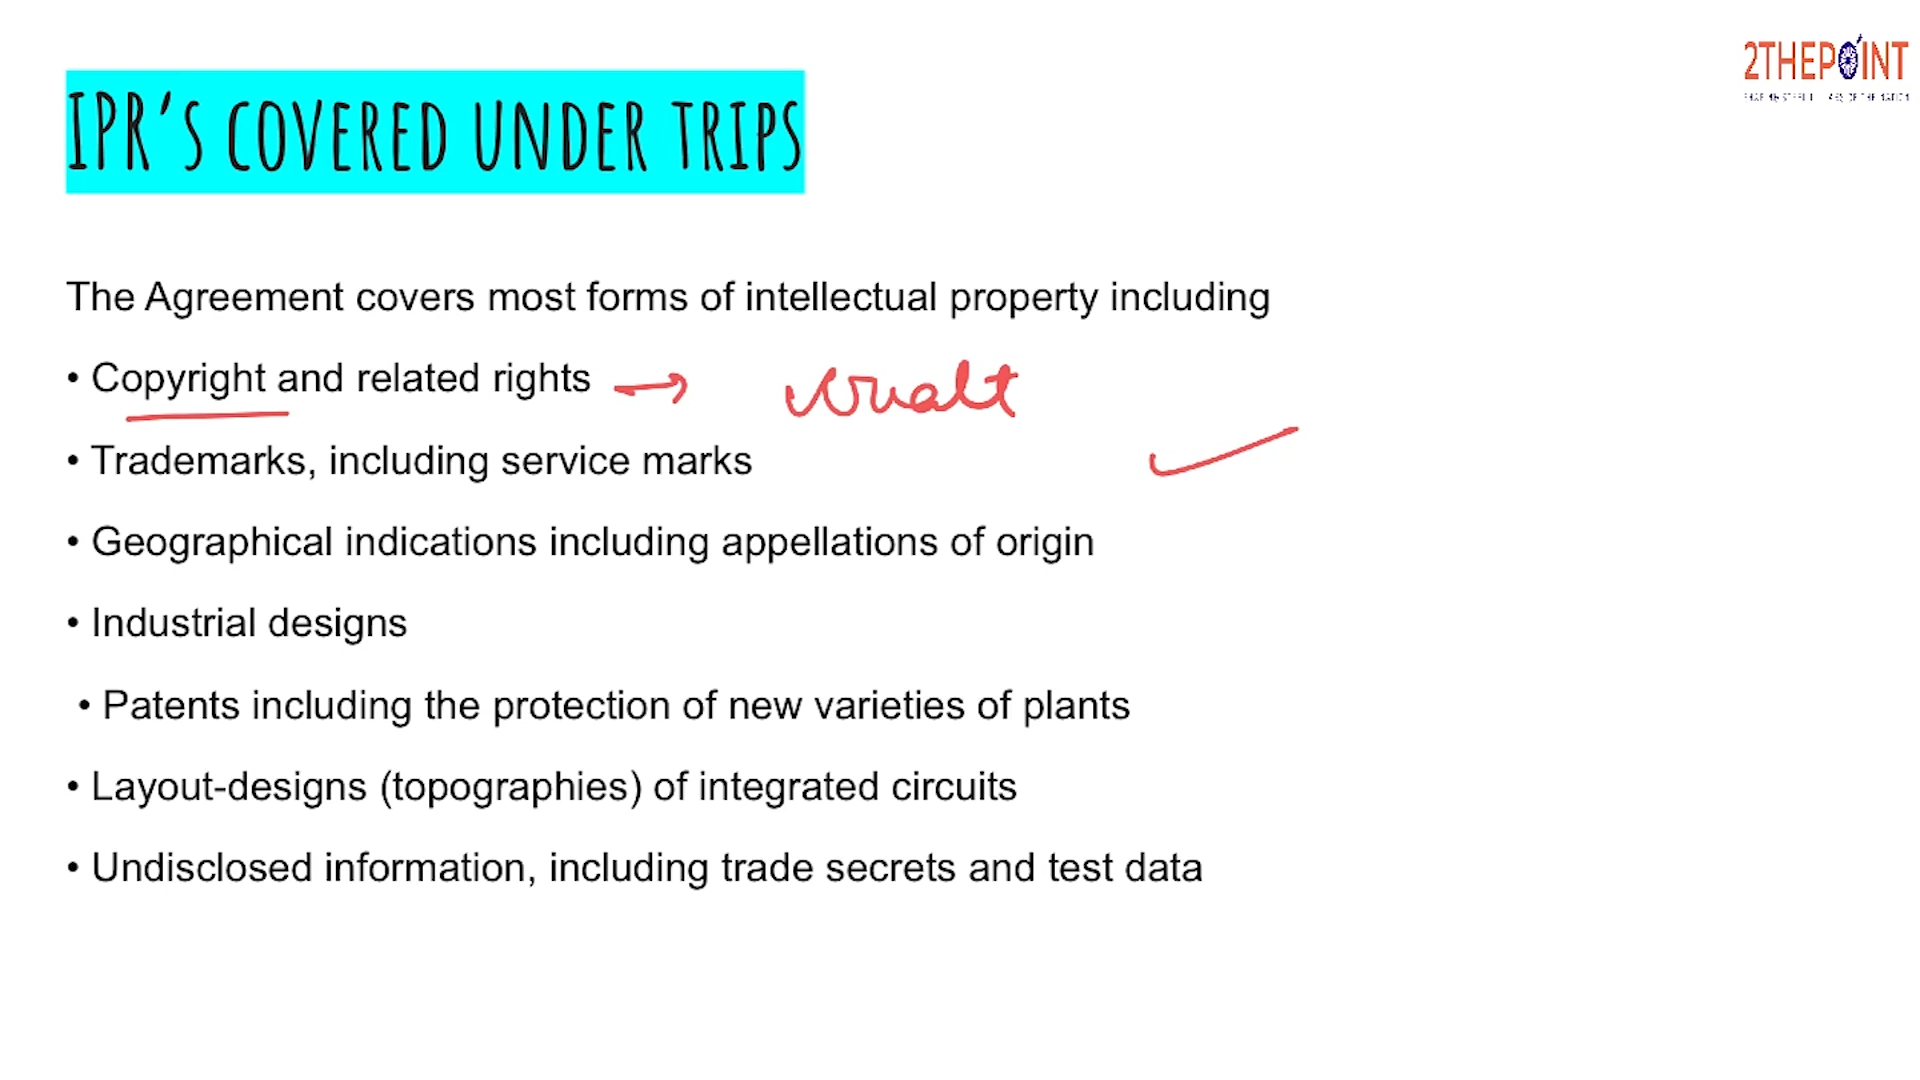 2THEPOINT
IPR's COVERED UNDER TRIPS
The Agreement covers most forms of intellectual property including
• Copyright and related rights →
• Trademarks, including service marks
• Geographical indications including appellations of origin
• Industrial designs
• Patents including the protection of new varieties of plants
• Layout-designs (topographies) of integrated circuits
• Undisclosed information, including trade secrets and test data